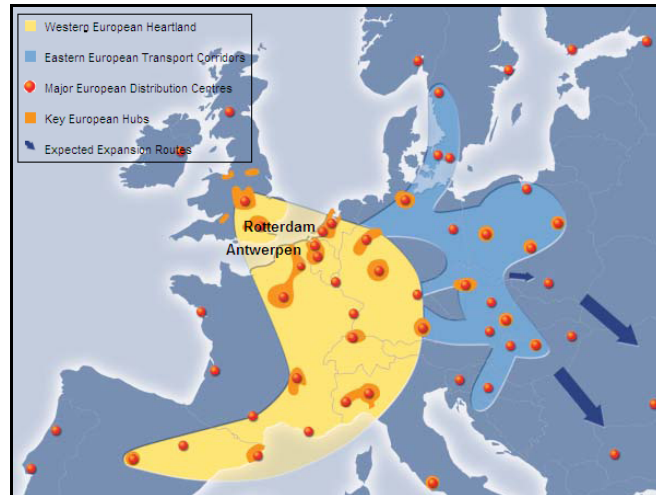 Westerg European Heartland
Eastern European Transport Corridors
Major European Distribution Centres
Key European Hubs
Expected Expansion Routes
Rotterdam
Antwerpen